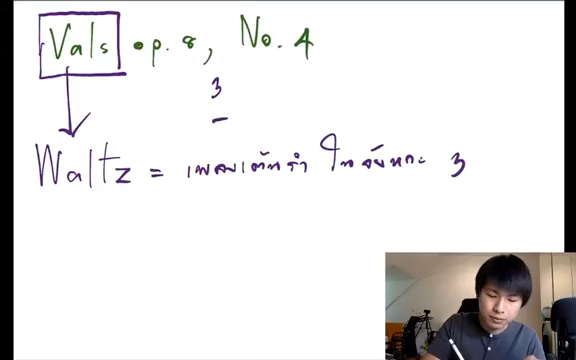 Vals op. 8, No. 4
3
–
Waltz = เพลงเต้นรำ ในจังหวะ 3